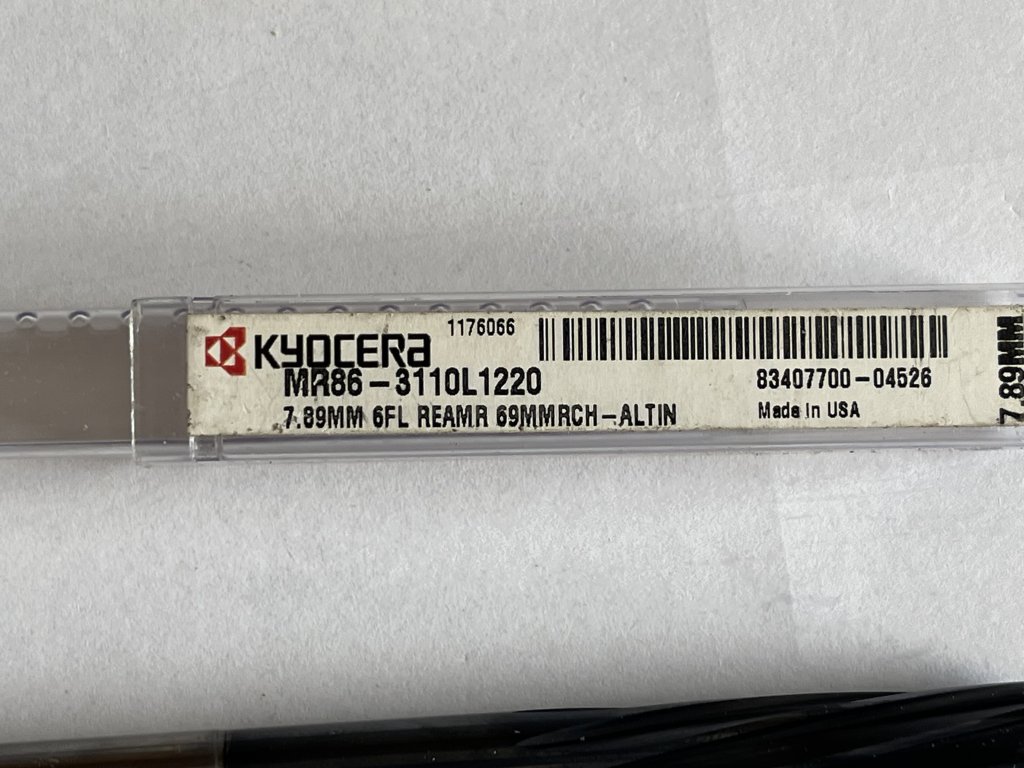 KYOCERA
1176066
MR86-3110L1220
83407700-04526
7.89MM 6FL REAMR 69MMRCH-ALTIN
Made In USA
7.89MM